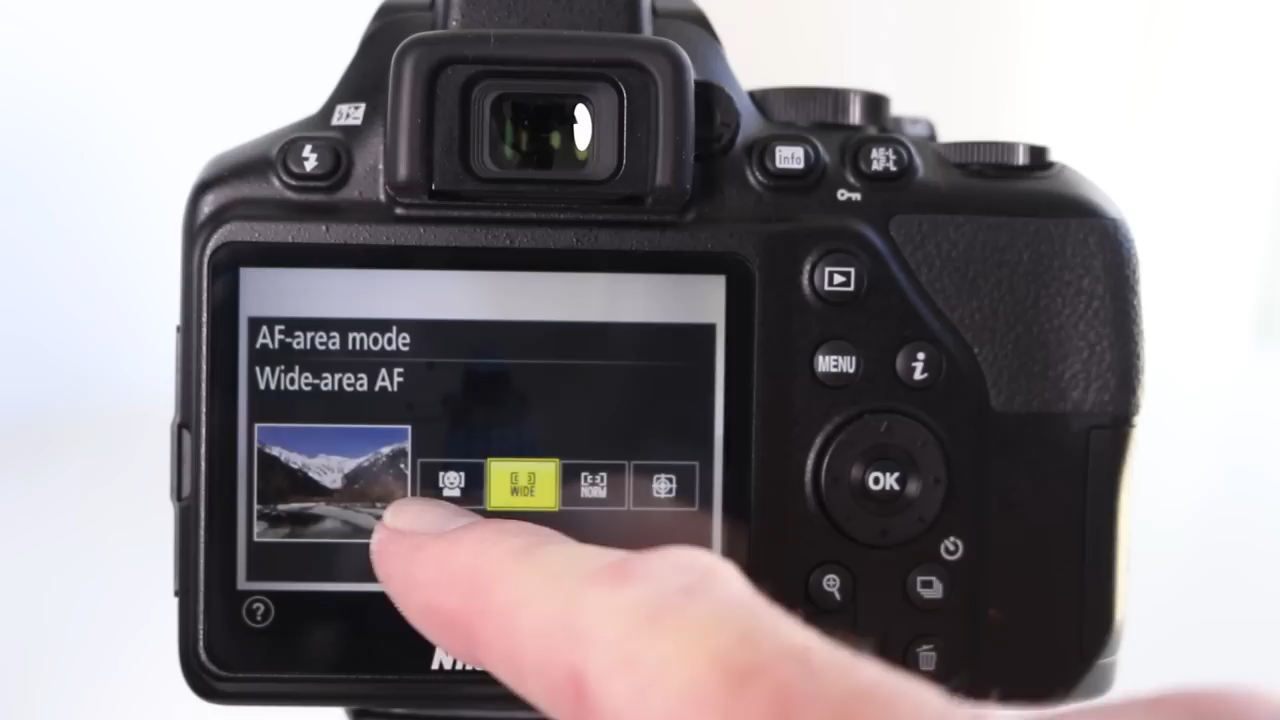 info
AE-L
AF-L
AF-area mode
Wide-area AF
MENU
i
WIDE
NORM
OK
?